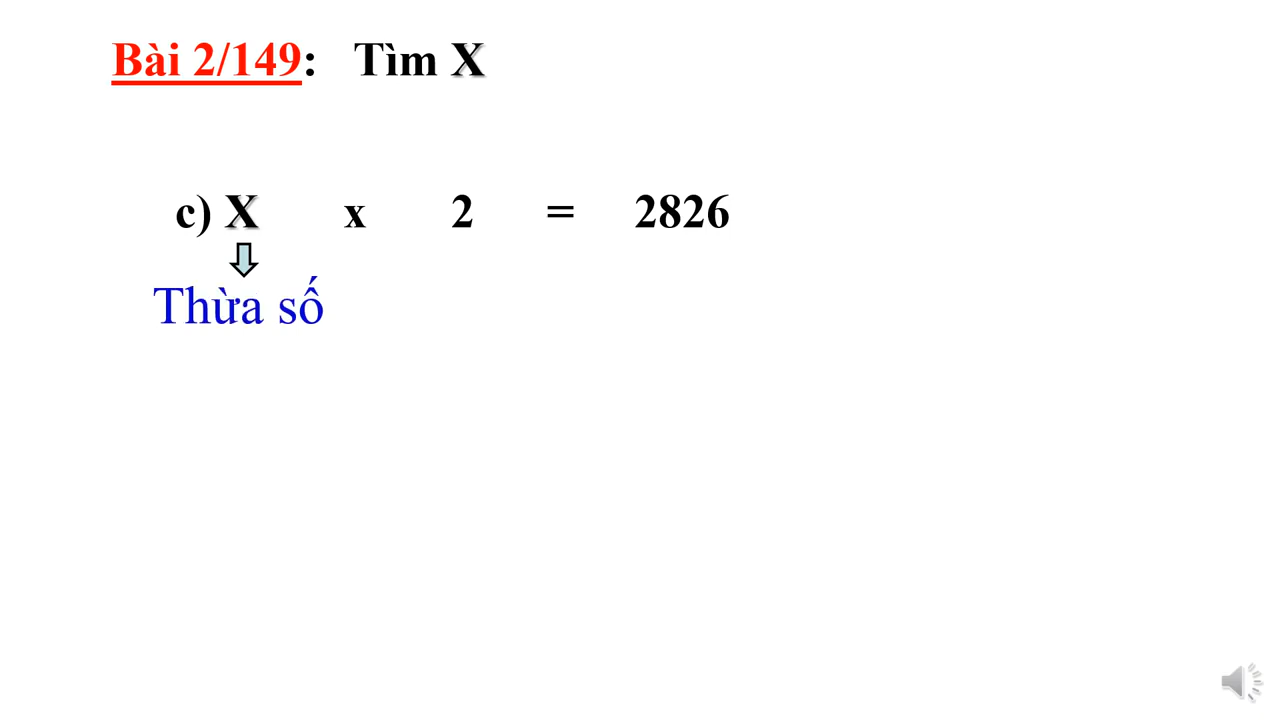 Bài 2/149: Tìm X
c) X x 2 = 2826
Thừa số